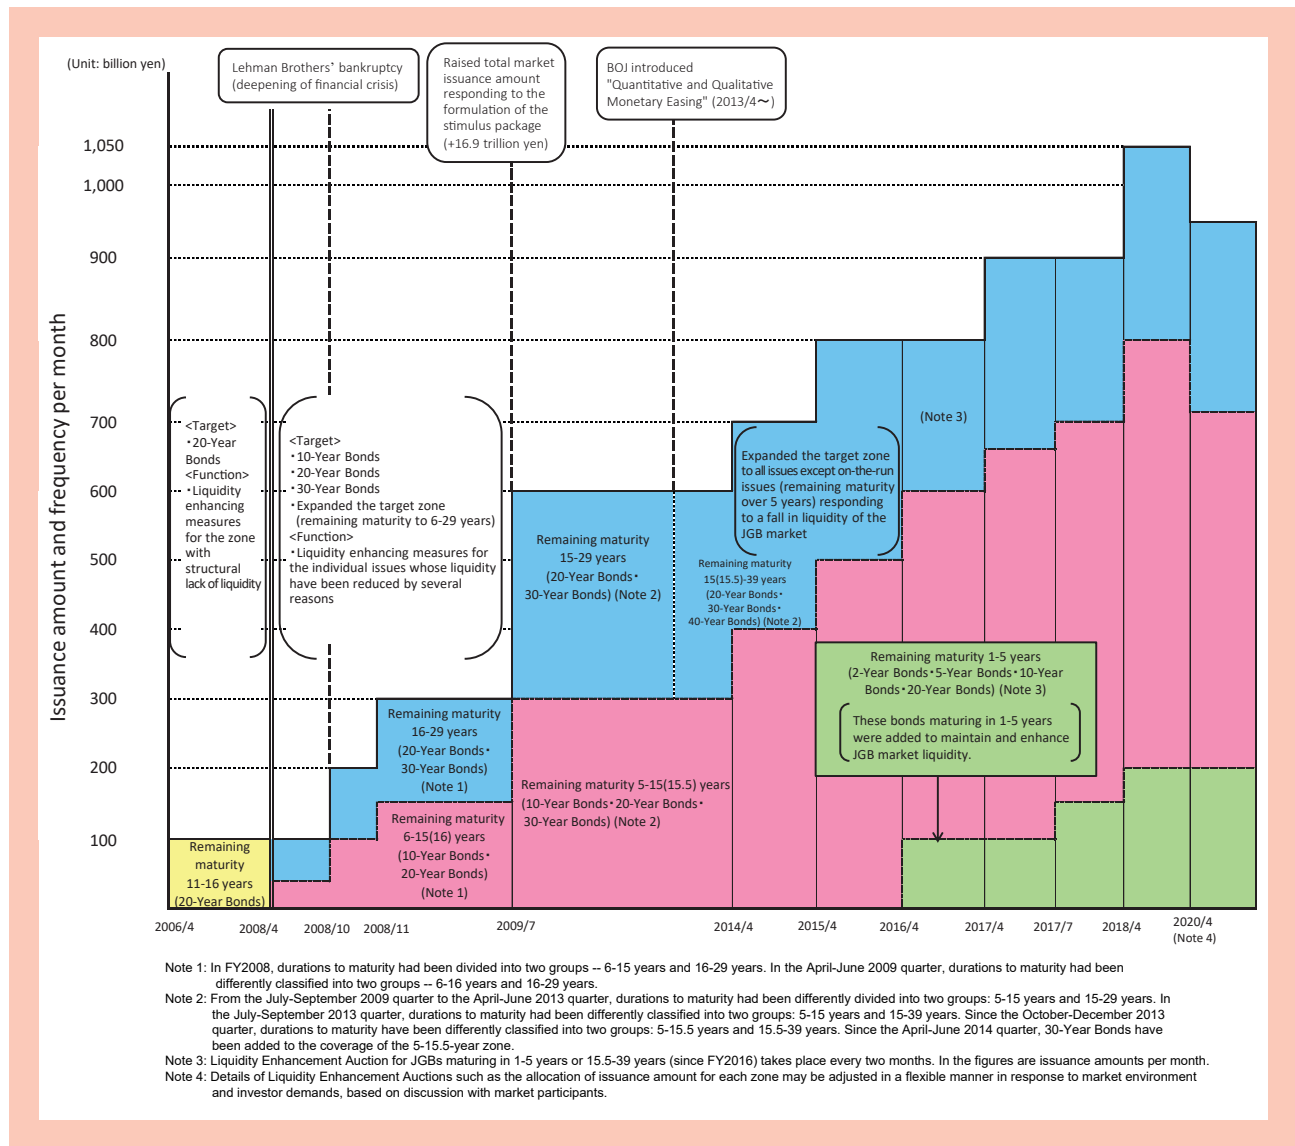 (Unit: billion yen)
Lehman Brothers’ bankruptcy
(deepening of financial crisis)
Raised total market
issuance amount
responding to the
formulation of the
stimulus package
(+16.9 trillion yen)
BOJ introduced
"Quantitative and Qualitative
Monetary Easing" (2013/4～)
Issuance amount and frequency per month
1,050
1,000
900
800
700
600
500
400
300
200
100
<Target>
・20-Year
Bonds
<Function>
・Liquidity
enhancing
measures
for the zone
with
structural
lack of liquidity
<Target>
・10-Year Bonds
・20-Year Bonds
・30-Year Bonds
・Expanded the target zone
(remaining maturity to 6-29 years)
<Function>
・Liquidity enhancing measures for
the individual issues whose liquidity
have been reduced by several
reasons
Remaining maturity
15-29 years
(20-Year Bonds・
30-Year Bonds) (Note 2)
Remaining maturity
15(15.5)-39 years
(20-Year Bonds・
30-Year Bonds・
40-Year Bonds) (Note 2)
Expanded the target zone
to all issues except on-the-run
issues (remaining maturity
over 5 years) responding
to a fall in liquidity of the
JGB market
(Note 3)
Remaining maturity 1-5 years
(2-Year Bonds・5-Year Bonds・10-Year
Bonds・20-Year Bonds) (Note 3)
These bonds maturing in 1-5 years
were added to maintain and enhance
JGB market liquidity.
Remaining maturity
16-29 years
(20-Year Bonds・
30-Year Bonds)
(Note 1)
Remaining maturity
6-15(16) years
(10-Year Bonds・
20-Year Bonds)
(Note 1)
Remaining maturity 5-15(15.5) years
(10-Year Bonds・20-Year Bonds・
30-Year Bonds) (Note 2)
Remaining
maturity
11-16 years
(20-Year Bonds)
2006/4
2008/4
2008/10
2008/11
2009/7
2014/4
2015/4
2016/4
2017/4
2017/7
2018/4
2020/4
(Note 4)
Note 1: In FY2008, durations to maturity had been divided into two groups -- 6-15 years and 16-29 years. In the April-June 2009 quarter, durations to maturity had been
differently classified into two groups -- 6-16 years and 16-29 years.
Note 2: From the July-September 2009 quarter to the April-June 2013 quarter, durations to maturity had been differently divided into two groups: 5-15 years and 15-29 years. In
the July-September 2013 quarter, durations to maturity had been differently classified into two groups: 5-15 years and 15-39 years. Since the October-December 2013
quarter, durations to maturity have been differently classified into two groups: 5-15.5 years and 15.5-39 years. Since the April-June 2014 quarter, 30-Year Bonds have
been added to the coverage of the 5-15.5-year zone.
Note 3: Liquidity Enhancement Auction for JGBs maturing in 1-5 years or 15.5-39 years (since FY2016) takes place every two months. In the figures are issuance amounts per month.
Note 4: Details of Liquidity Enhancement Auctions such as the allocation of issuance amount for each zone may be adjusted in a flexible manner in response to market environment
and investor demands, based on discussion with market participants.